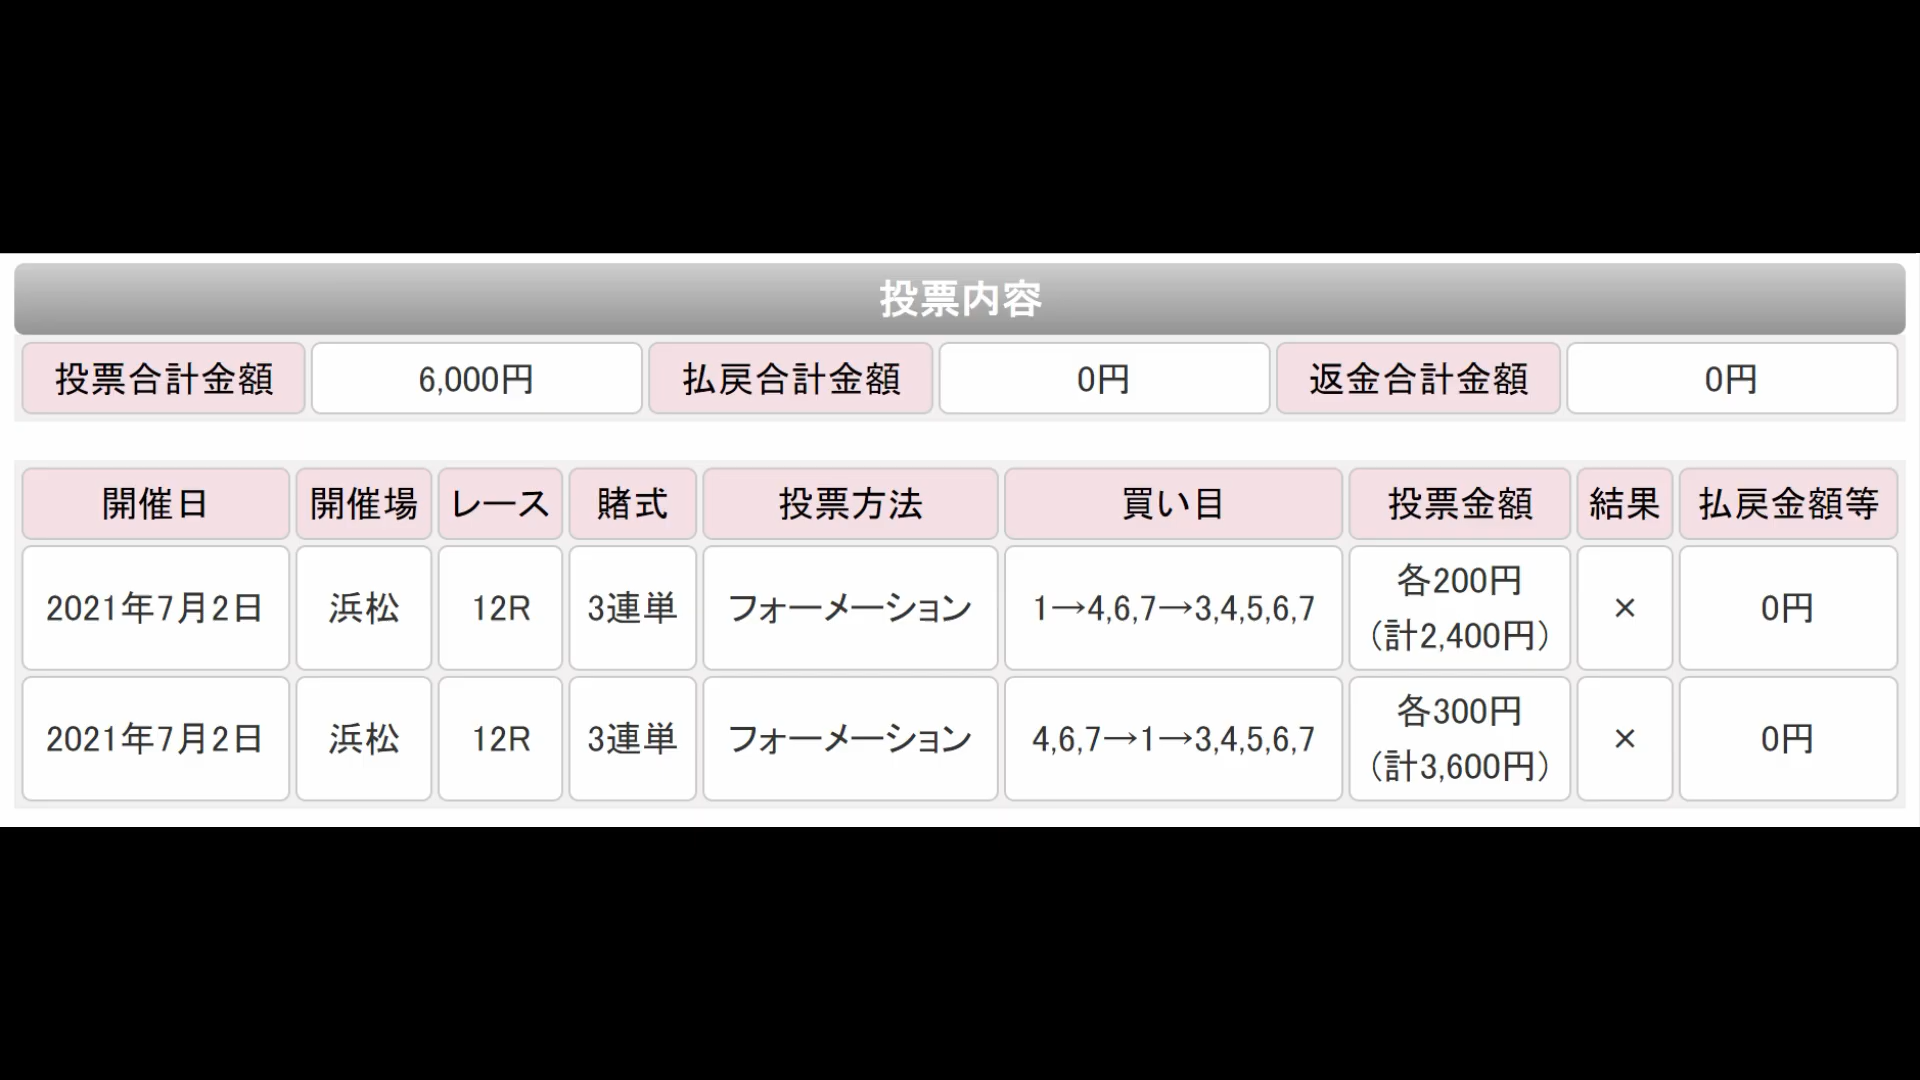 投票内容
投票合計金額 6,000円 払戻合計金額 0円 返金合計金額 0円
開催日 開催場 レース 賭式 投票方法 買い目 投票金額 結果 払戻金額等
2021年7月2日 浜松 12R 3連単 フォーメーション 1→4,6,7→3,4,5,6,7 各200円 (計2,400円) × 0円
2021年7月2日 浜松 12R 3連単 フォーメーション 4,6,7→1→3,4,5,6,7 各300円 (計3,600円) × 0円